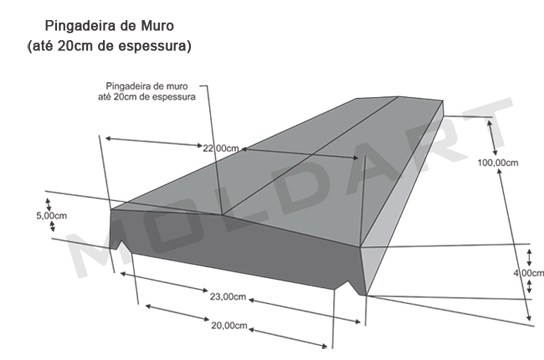 Pingadeira de Muro
(até 20cm de espessura)
Pingadeira de muro
até 20cm de espessura
22,00cm
100,00cm
5,00cm
4,00cm
23,00cm
20,00cm
MOLDART